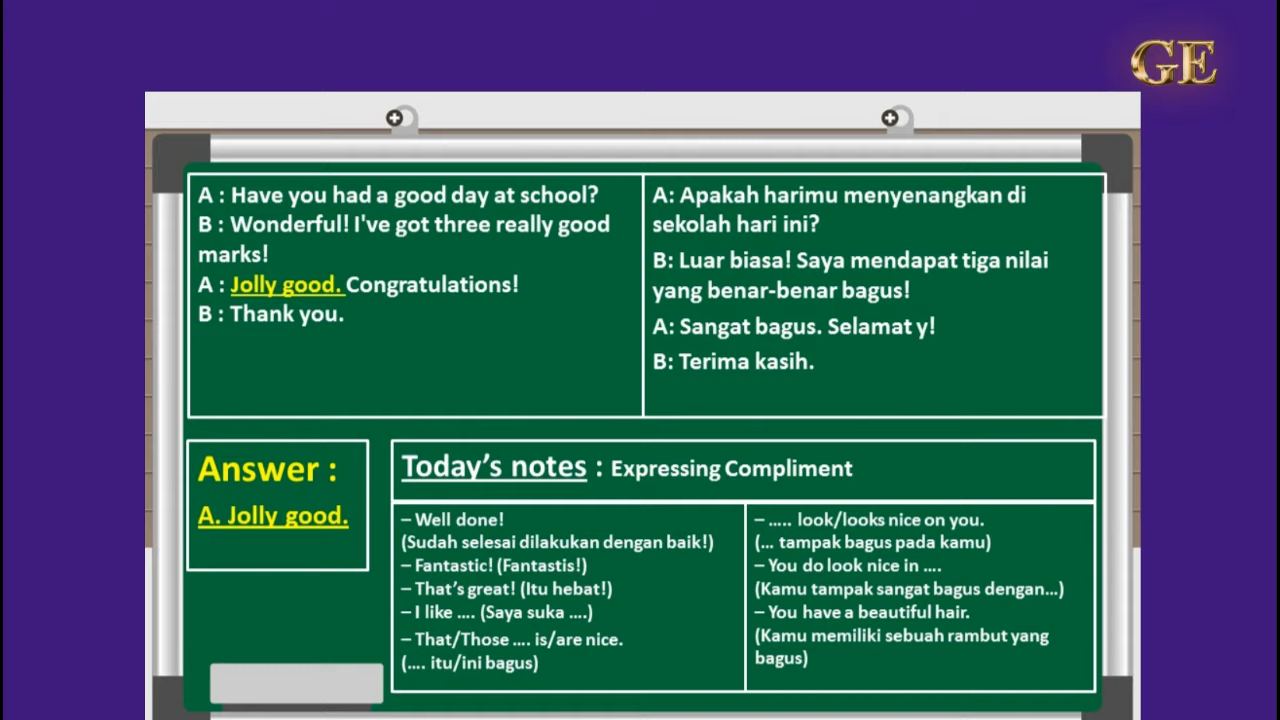 GE
A : Have you had a good day at school?
B : Wonderful! I've got three really good
marks!
A : Jolly good. Congratulations!
B : Thank you.
A: Apakah harimu menyenangkan di
sekolah hari ini?
B: Luar biasa! Saya mendapat tiga nilai
yang benar-benar bagus!
A: Sangat bagus. Selamat y!
B: Terima kasih.
Answer :
A. Jolly good.
Today’s notes : Expressing Compliment
– Well done!
(Sudah selesai dilakukan dengan baik!)
– Fantastic! (Fantastis!)
– That’s great! (Itu hebat!)
– I like .... (Saya suka ....)
– That/Those .... is/are nice.
(.... itu/ini bagus)
– ..... look/looks nice on you.
(... tampak bagus pada kamu)
– You do look nice in ....
(Kamu tampak sangat bagus dengan...)
– You have a beautiful hair.
(Kamu memiliki sebuah rambut yang
bagus)